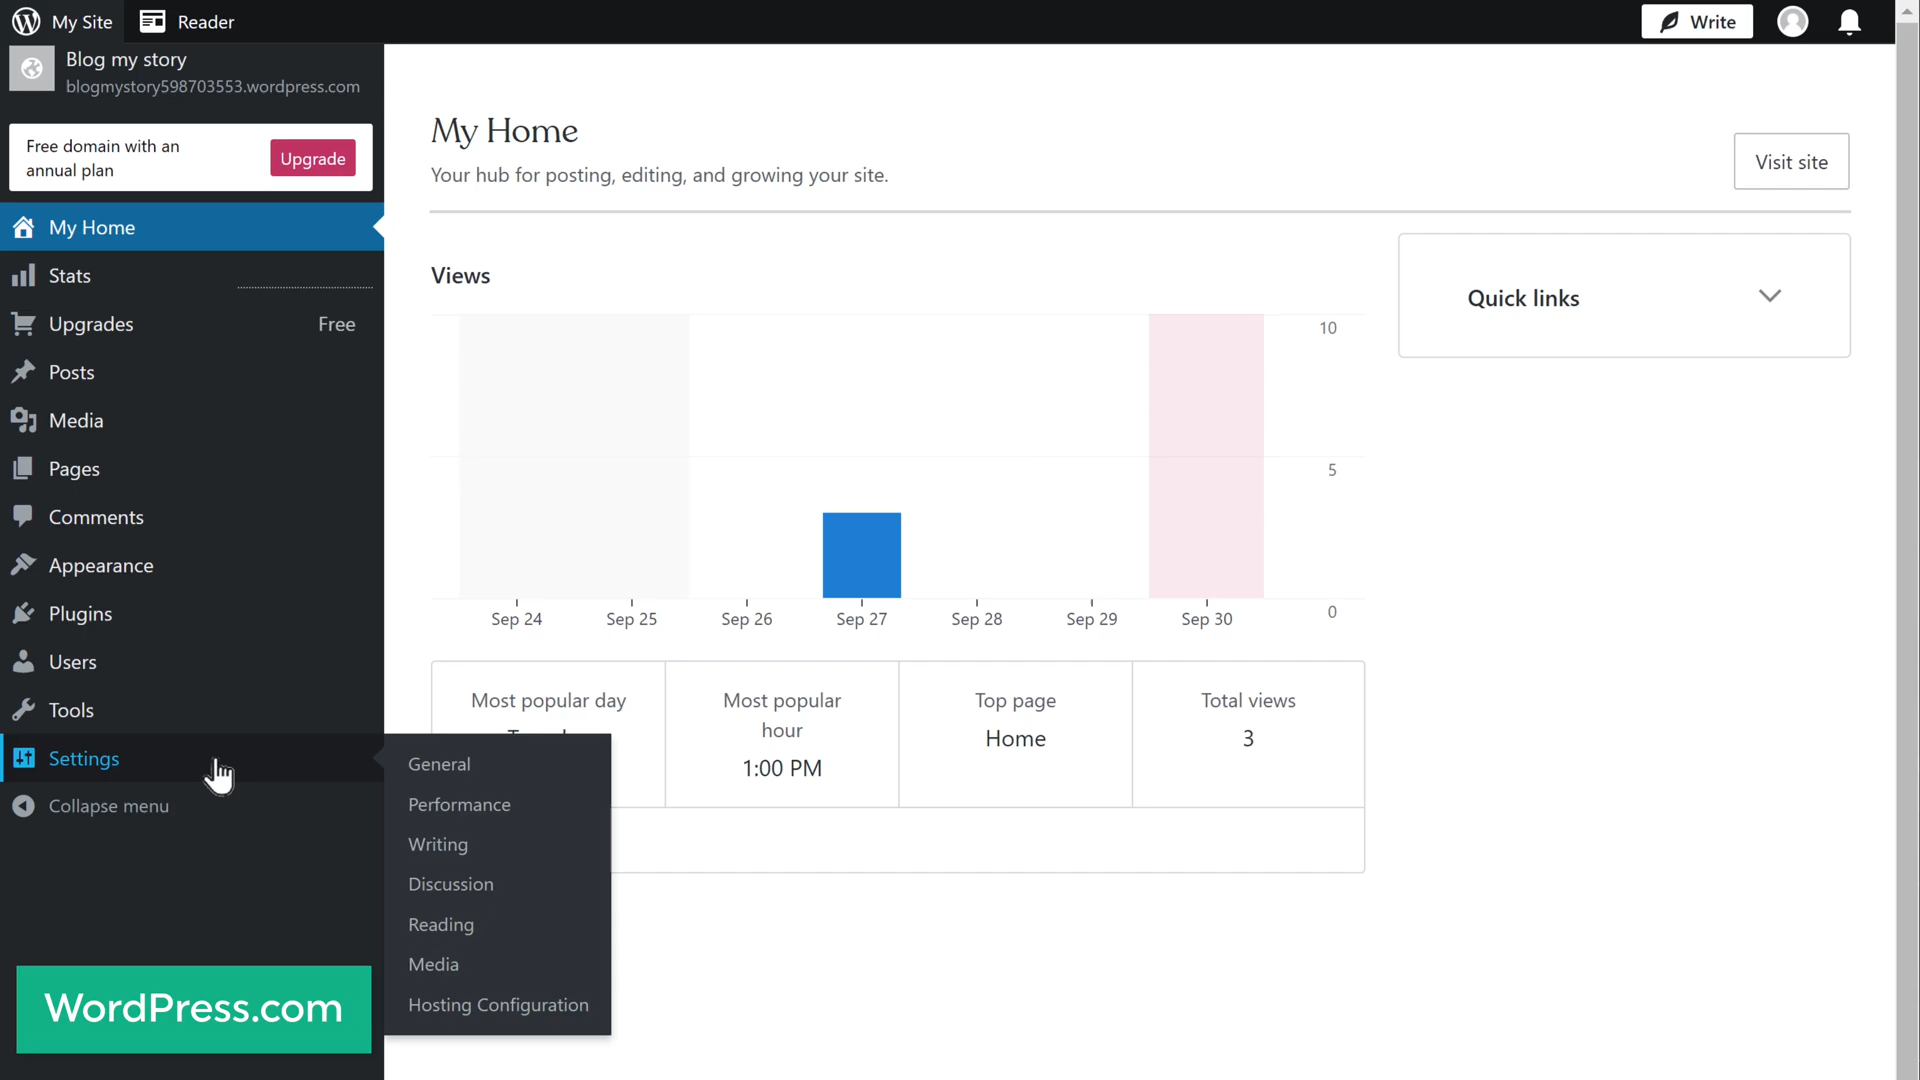 My Site
Reader
Write
Blog my story
blogmystory598703553.wordpress.com
Free domain with an
annual plan
Upgrade
My Home
Stats
Upgrades
Free
Posts
Media
Pages
Comments
Appearance
Plugins
Users
Tools
Settings
Collapse menu
WordPress.com
General
Performance
Writing
Discussion
Reading
Media
Hosting Configuration
My Home
Your hub for posting, editing, and growing your site.
Visit site
Views
10
5
0
Sep 24
Sep 25
Sep 26
Sep 27
Sep 28
Sep 29
Sep 30
Most popular day
Most popular
hour
1:00 PM
Top page
Home
Total views
3
Quick links